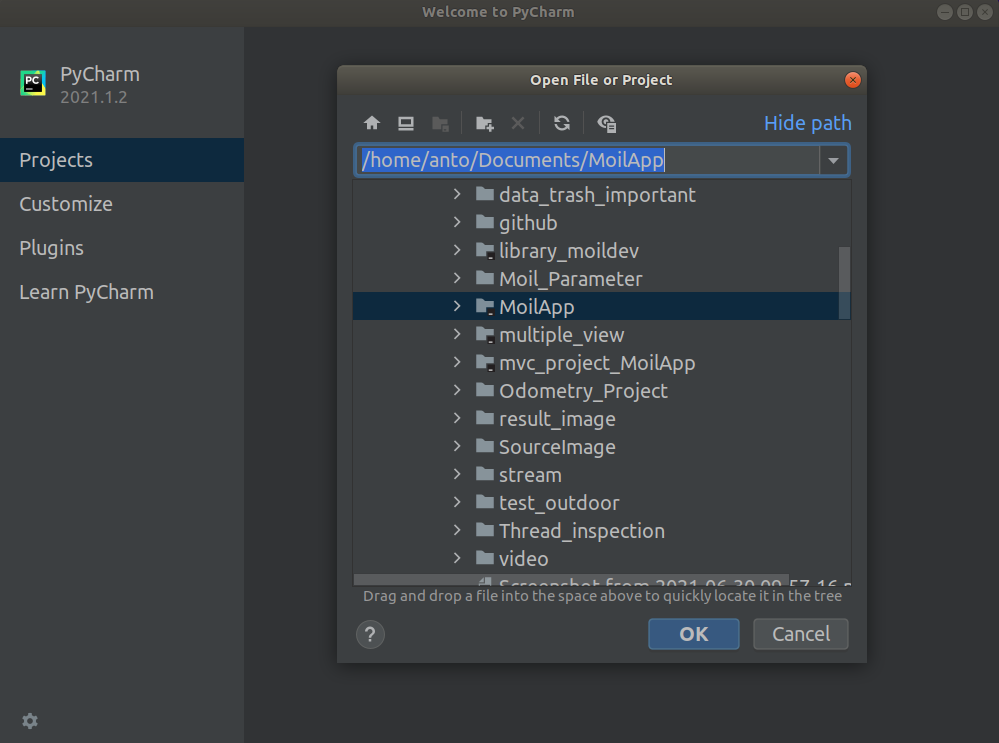 Welcome to PyCharm
PC
PyCharm
2021.1.2
Projects
Customize
Plugins
Learn PyCharm
Open File or Project
Hide path
/home/anto/Documents/MoilApp
data_trash_important
github
library_moildev
Moil_Parameter
MoilApp
multiple_view
mvc_project_MoilApp
Odometry_Project
result_image
SourceImage
stream
test_outdoor
Thread_inspection
video
Screenshot from 2021-06-30 09-57-16
Drag and drop a file into the space above to quickly locate it in the tree
?
OK
Cancel